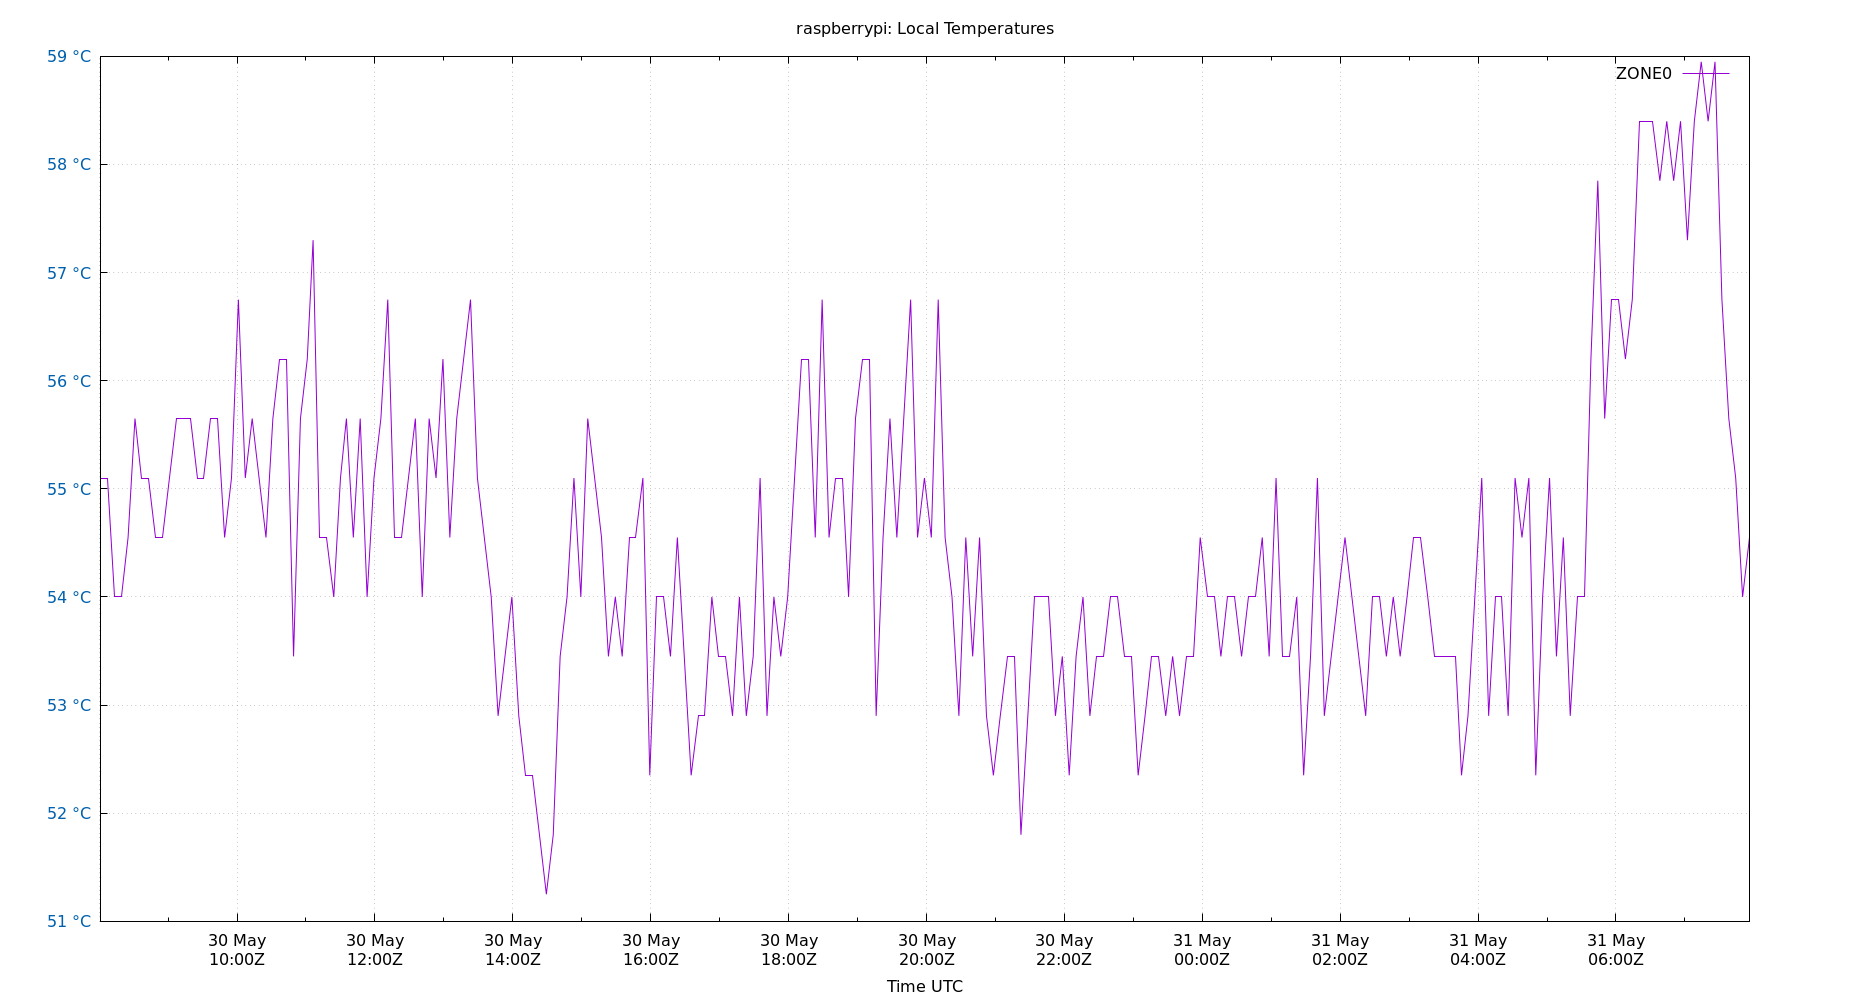 raspberrypi: Local Temperatures
59 °C
58 °C
57 °C
56 °C
55 °C
54 °C
53 °C
52 °C
51 °C
ZONE0
30 May
10:00Z
30 May
12:00Z
30 May
14:00Z
30 May
16:00Z
30 May
18:00Z
30 May
20:00Z
30 May
22:00Z
31 May
00:00Z
31 May
02:00Z
31 May
04:00Z
31 May
06:00Z
Time UTC